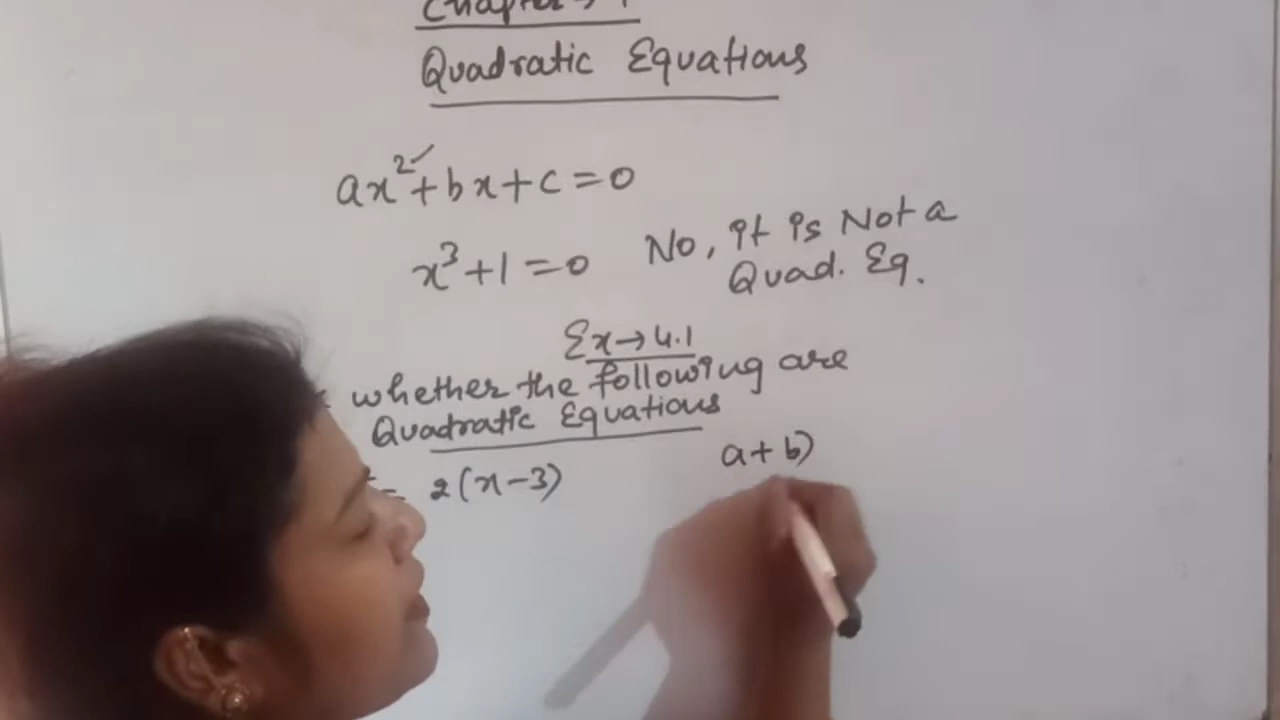 Chapter → 
Quadratic Equations
ax²+bx+c=0
x³+1=0 No, it is Not a
Quad. Eq.
Ex→4.1
whether the following are
Quadratic Equations
a+b)
= 2(x-3)